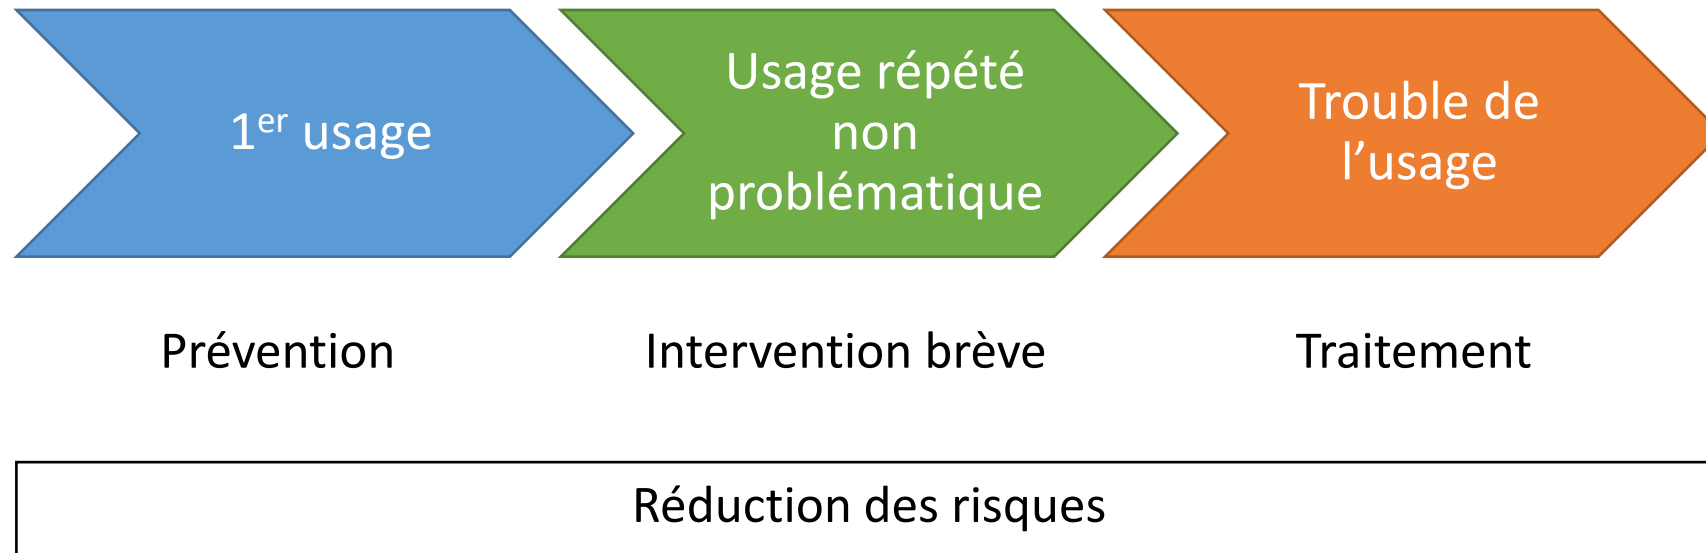 1er usage
Usage répété
non
problématique
Trouble de
l’usage
Prévention
Intervention brève
Traitement
Réduction des risques